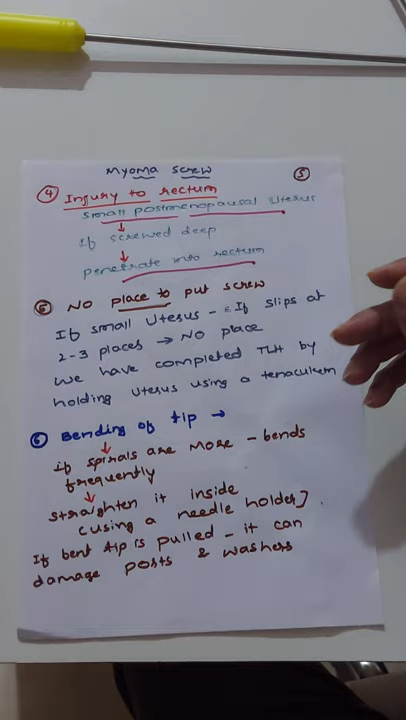 Myoma screw
5
4 Injury to rectum
small postmenopausal uterus
↓
If screwed deep
↓
penetrate into rectum
5 No place to put screw
If small uterus - If slips at
2-3 places → No place
We have completed TLH by
holding uterus using a tenaculum
6 Bending of tip →
↓
if spirals are more - bends
frequently
↓
straighten it inside
(using a needle holder]
If bent tip is pulled - it can
damage ports & washers